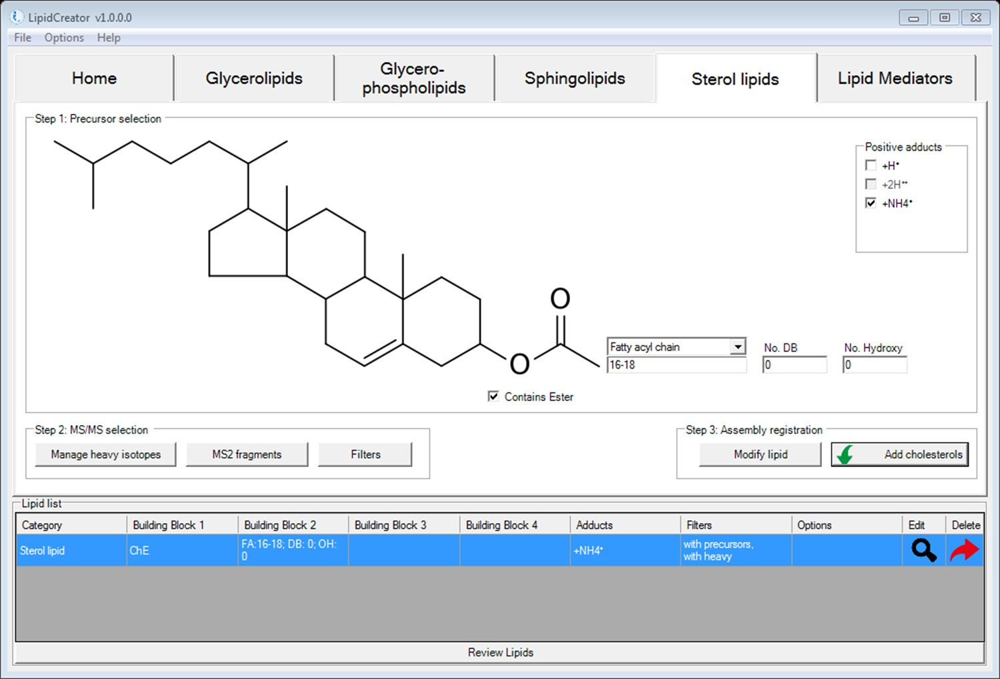 LipidCreator v1.0.0.0
File Options Help
Home
Glycerolipids
Glycero-
phospholipids
Sphingolipids
Sterol lipids
Lipid Mediators
Step 1: Precursor selection
Positive adducts
+H⁺
+2H⁺⁺
+NH4⁺
O
O
Fatty acyl chain
16-18
No. DB
0
No. Hydroxy
0
Contains Ester
Step 2: MS/MS selection
Manage heavy isotopes
MS2 fragments
Filters
Step 3: Assembly registration
Modify lipid
Add cholesterols
Lipid list
Category Building Block 1 Building Block 2 Building Block 3 Building Block 4 Adducts Filters Options Edit Delete
Sterol lipid
ChE
FA:16-18; DB: 0; OH:
0
+NH4⁺
with precursors,
with heavy
Review Lipids